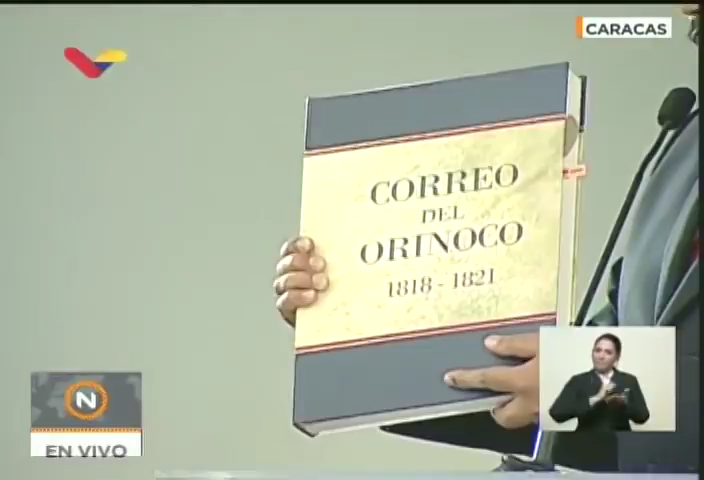 CARACAS
CORREO
DEL
ORINOCO
1818-1821
N
EN VIVO